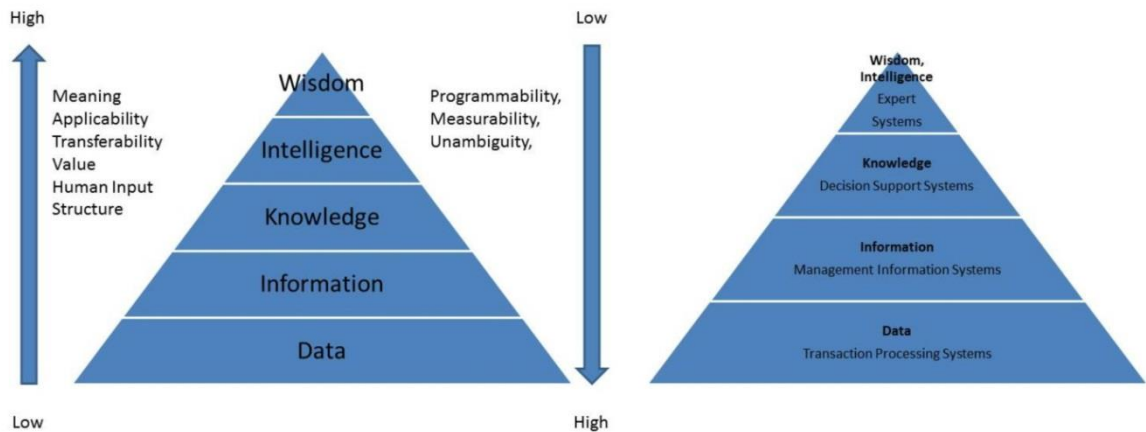 High
Meaning
Applicability
Transferability
Value
Human Input
Structure
Low
Wisdom
Intelligence
Knowledge
Information
Data
Low
Programmability,
Measurability,
Unambiguity,
High
Wisdom,
Intelligence
Expert
Systems
Knowledge
Decision Support Systems
Information
Management Information Systems
Data
Transaction Processing Systems